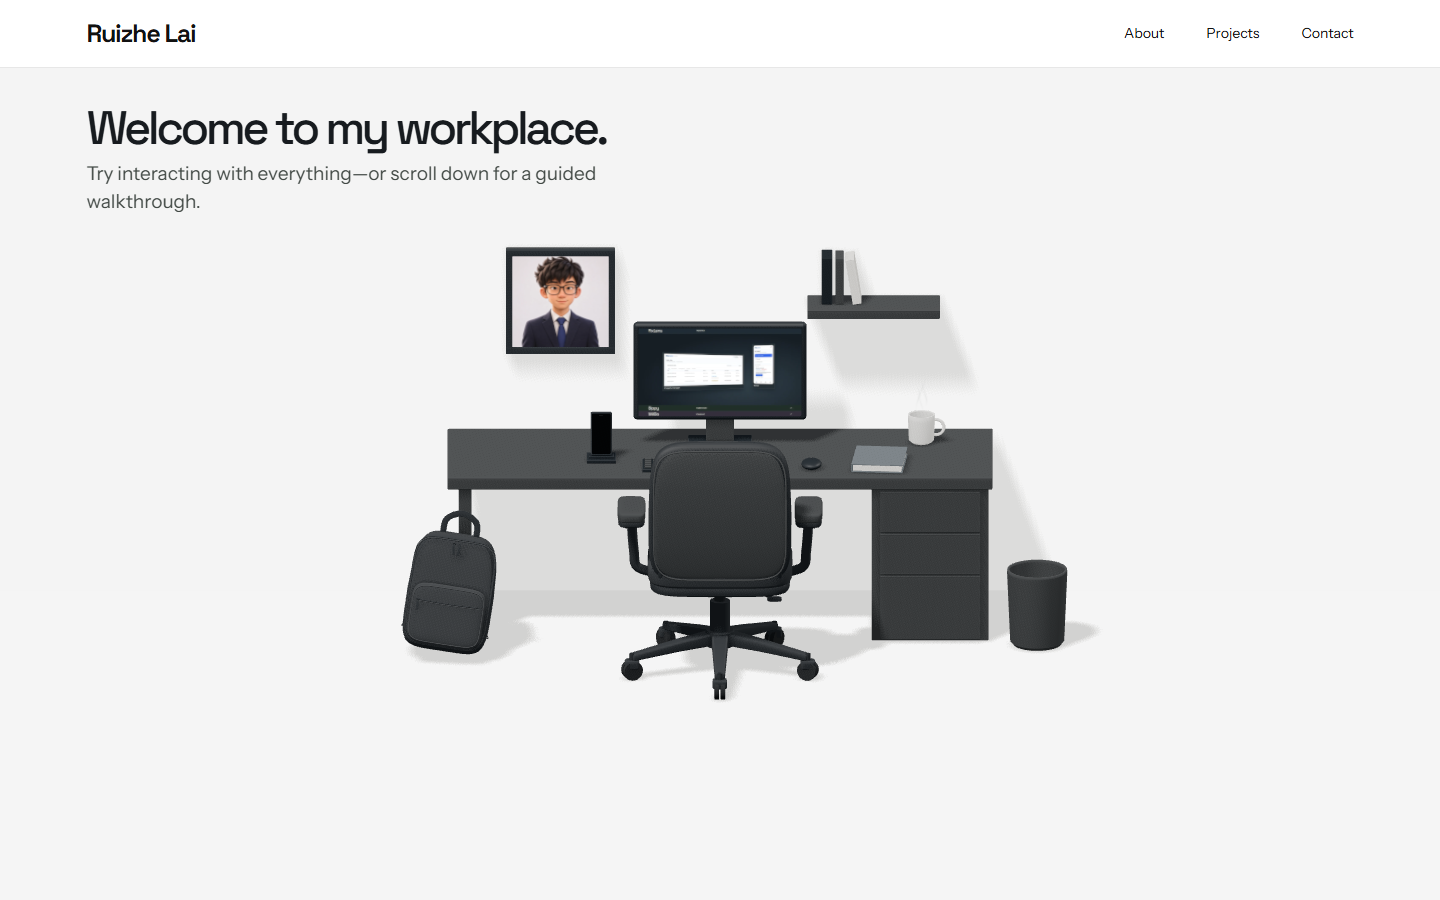 Ruizhe Lai
About
Projects
Contact
Welcome to my workplace.
Try interacting with everything—or scroll down for a guided
walkthrough.